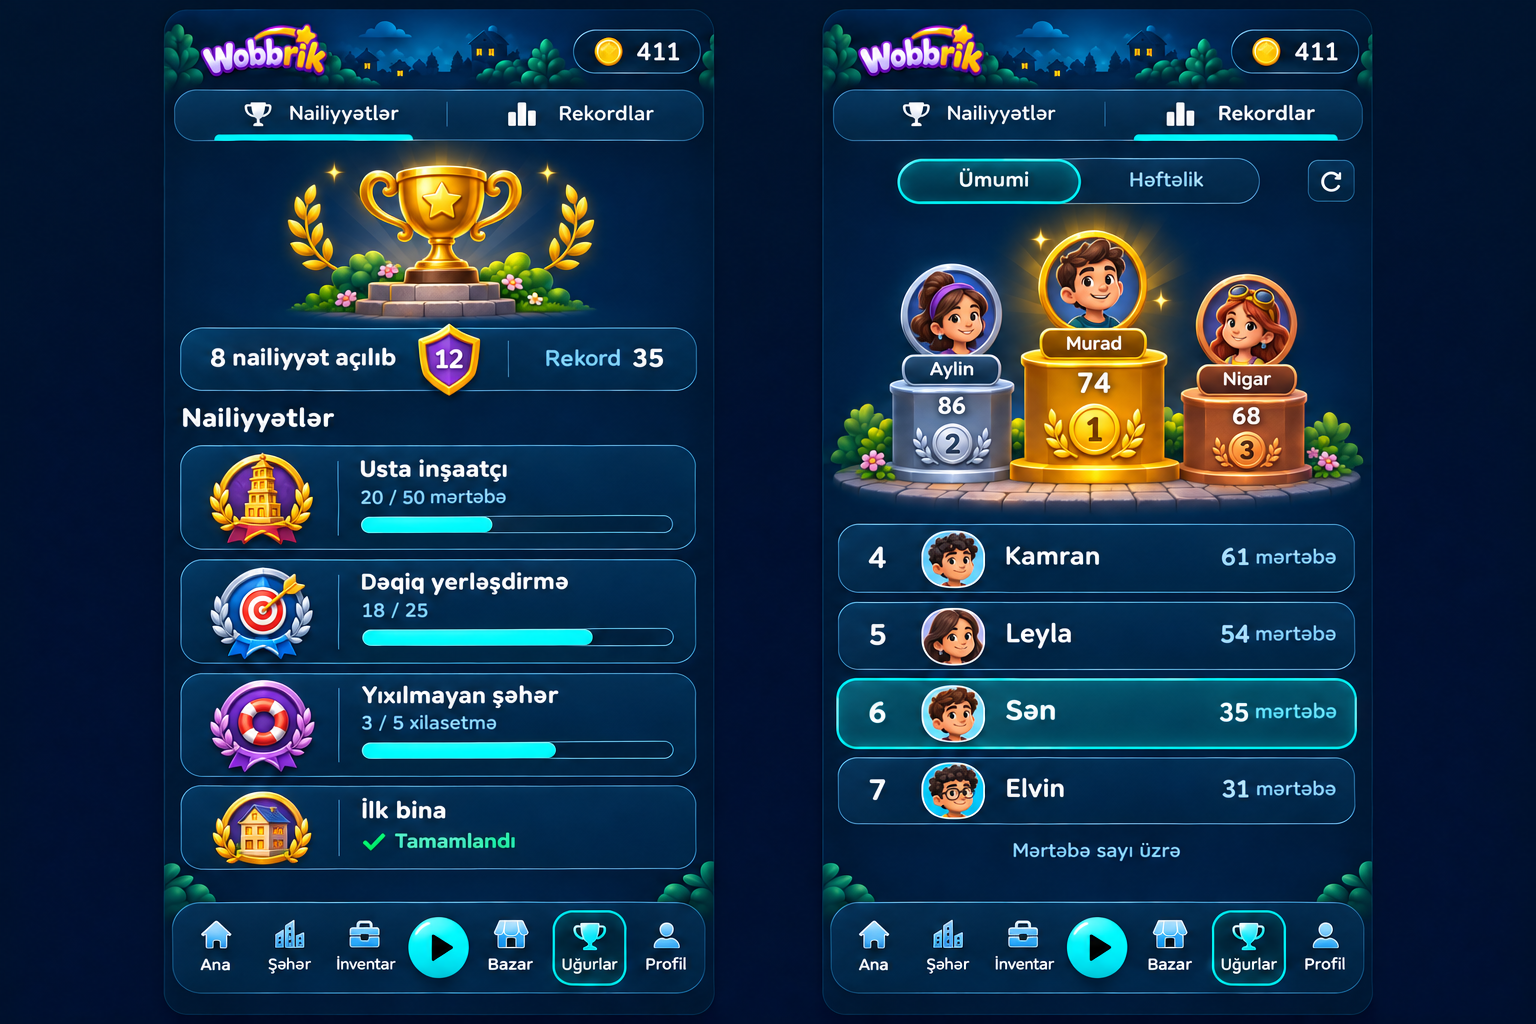 Wobbrik
411
Nailiyyətlər
Rekordlar
8 nailiyyət açılıb
12
Rekord 35
Nailiyyətlər
Usta inşaatçı
20 / 50 mərtəbə
Dəqiq yerləşdirmə
18 / 25
Yıxılmayan şəhər
3 / 5 xilasetmə
İlk bina
Tamamlandı
Ana
Şəhər
İnventar
Bazar
Uğurlar
Profil
Wobbrik
411
Nailiyyətlər
Rekordlar
Ümumi
Həftəlik
Murad
74
1
Aylin
86
2
Nigar
68
3
4 Kamran 61 mərtəbə
5 Leyla 54 mərtəbə
6 Sən 35 mərtəbə
7 Elvin 31 mərtəbə
Mərtəbə sayı üzrə
Ana
Şəhər
İnventar
Bazar
Uğurlar
Profil